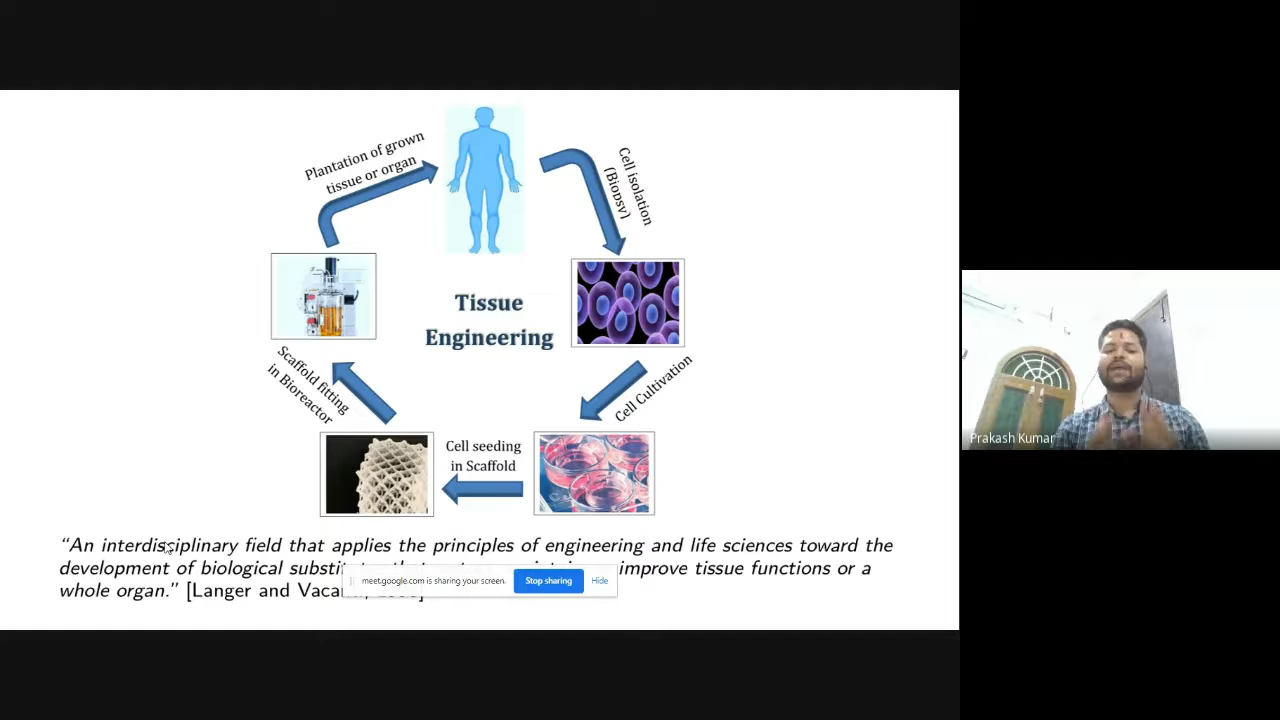 Plantation of grown
tissue or organ
Cell isolation
(Biopsy)
Tissue
Engineering
Scaffold fitting
in Bioreactor
Cell Cultivation
Cell seeding
in Scaffold
Prakash Kumar
“An interdisciplinary field that applies the principles of engineering and life sciences toward the
development of biological improve tissue functions or a
meet.google.com is sharing your screen. Stop sharing Hide
whole organ.” [Langer and